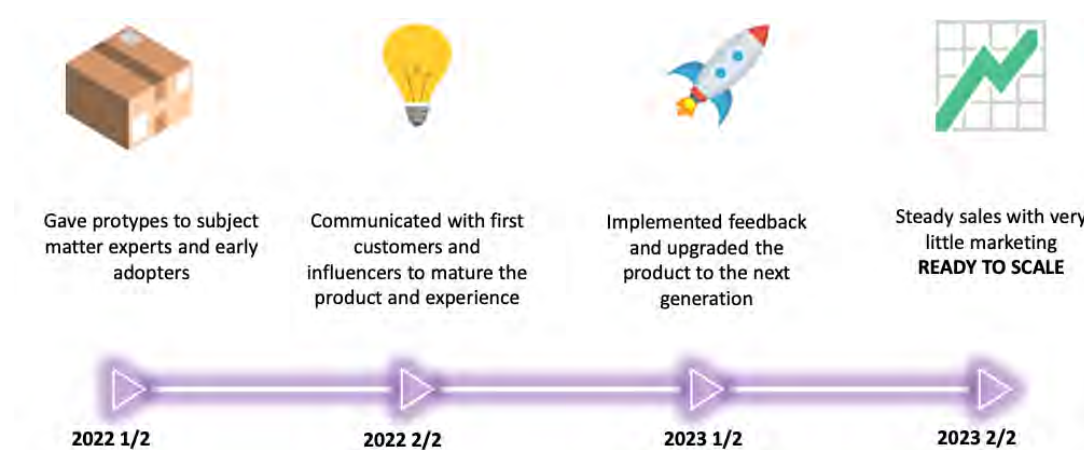 Gave protypes to subject
matter experts and early
adopters
Communicated with first
customers and
influencers to mature the
product and experience
Implemented feedback
and upgraded the
product to the next
generation
Steady sales with very
little marketing
READY TO SCALE
2022 1/2
2022 2/2
2023 1/2
2023 2/2